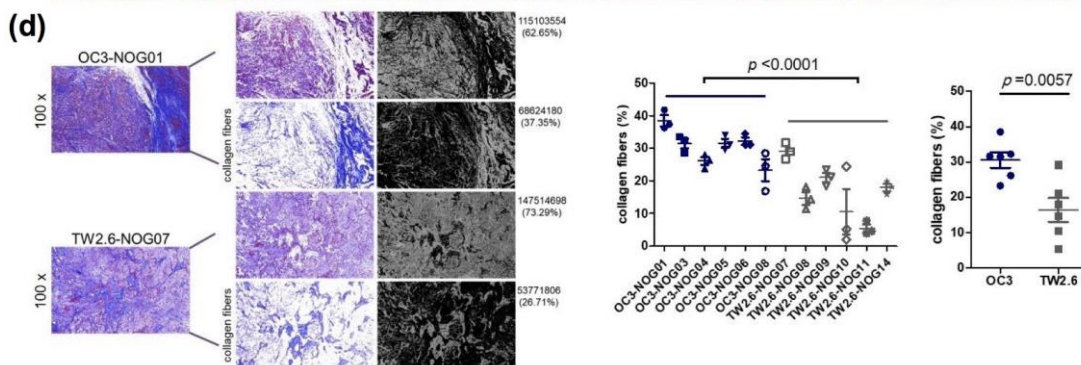 (d)
OC3-NOG01
100 x
collagen fibers
115103554
(62.65%)
68624180
(37.35%)
TW2.6-NOG07
100 x
collagen fibers
147514698
(73.29%)
53771806
(26.71%)
p <0.0001
collagen fibers (%)
50
40
30
20
10
0
OC3-NOG01
OC3-NOG03
OC3-NOG04
OC3-NOG05
OC3-NOG06
OC3-NOG08
TW2.6-NOG07
TW2.6-NOG08
TW2.6-NOG09
TW2.6-NOG10
TW2.6-NOG11
TW2.6-NOG14
p=0.0057
collagen fibers (%)
50
40
30
20
10
0
OC3
TW2.6